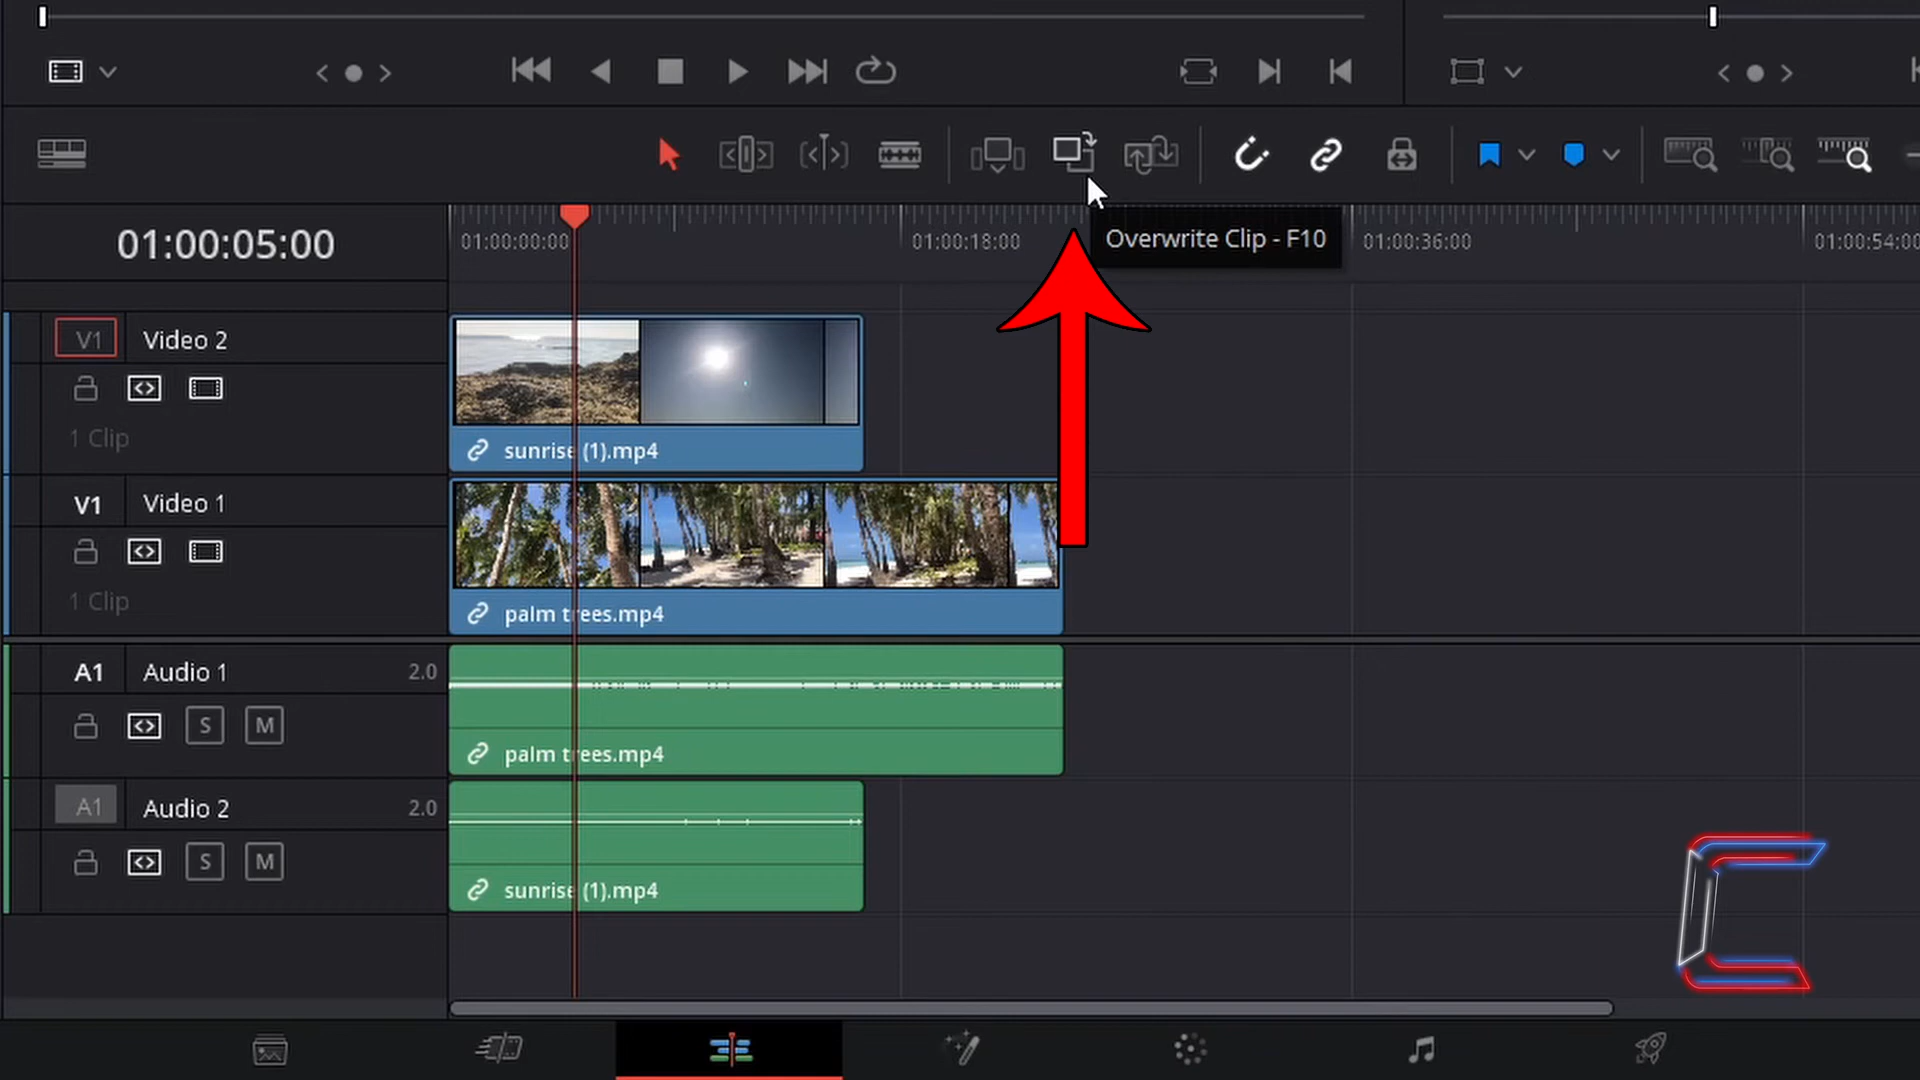 01:00:05:00
01:00:00:00
01:00:18:00
01:00:36:00
01:00:54:00
Overwrite Clip - F10
V1 Video 2
1 Clip
sunrise (1).mp4
V1 Video 1
1 Clip
palm trees.mp4
A1 Audio 1 2.0
S M
palm trees.mp4
A1 Audio 2 2.0
S M
sunrise (1).mp4